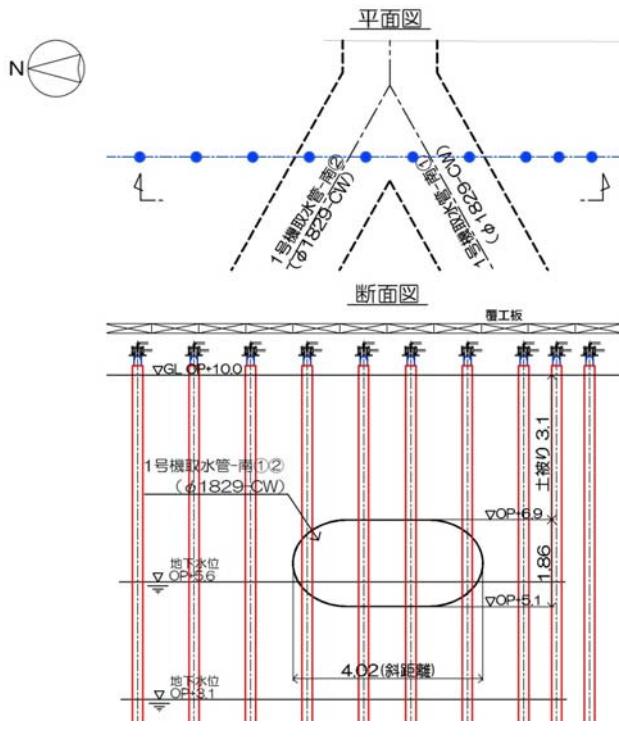 平面図
N
1号機取水管-南②
(φ1829-CW)
1号機取水管-南①
(φ1829-CW)
断面図
覆工板
▽GL OP+10.0
土被り 3.1
1号機取水管-南①②
(φ1829-CW)
▽OP+6.9
1.86
地下水位
▽ OP+5.6
▽OP+5.1
4.02(斜距離)
地下水位
▽ OP+3.1